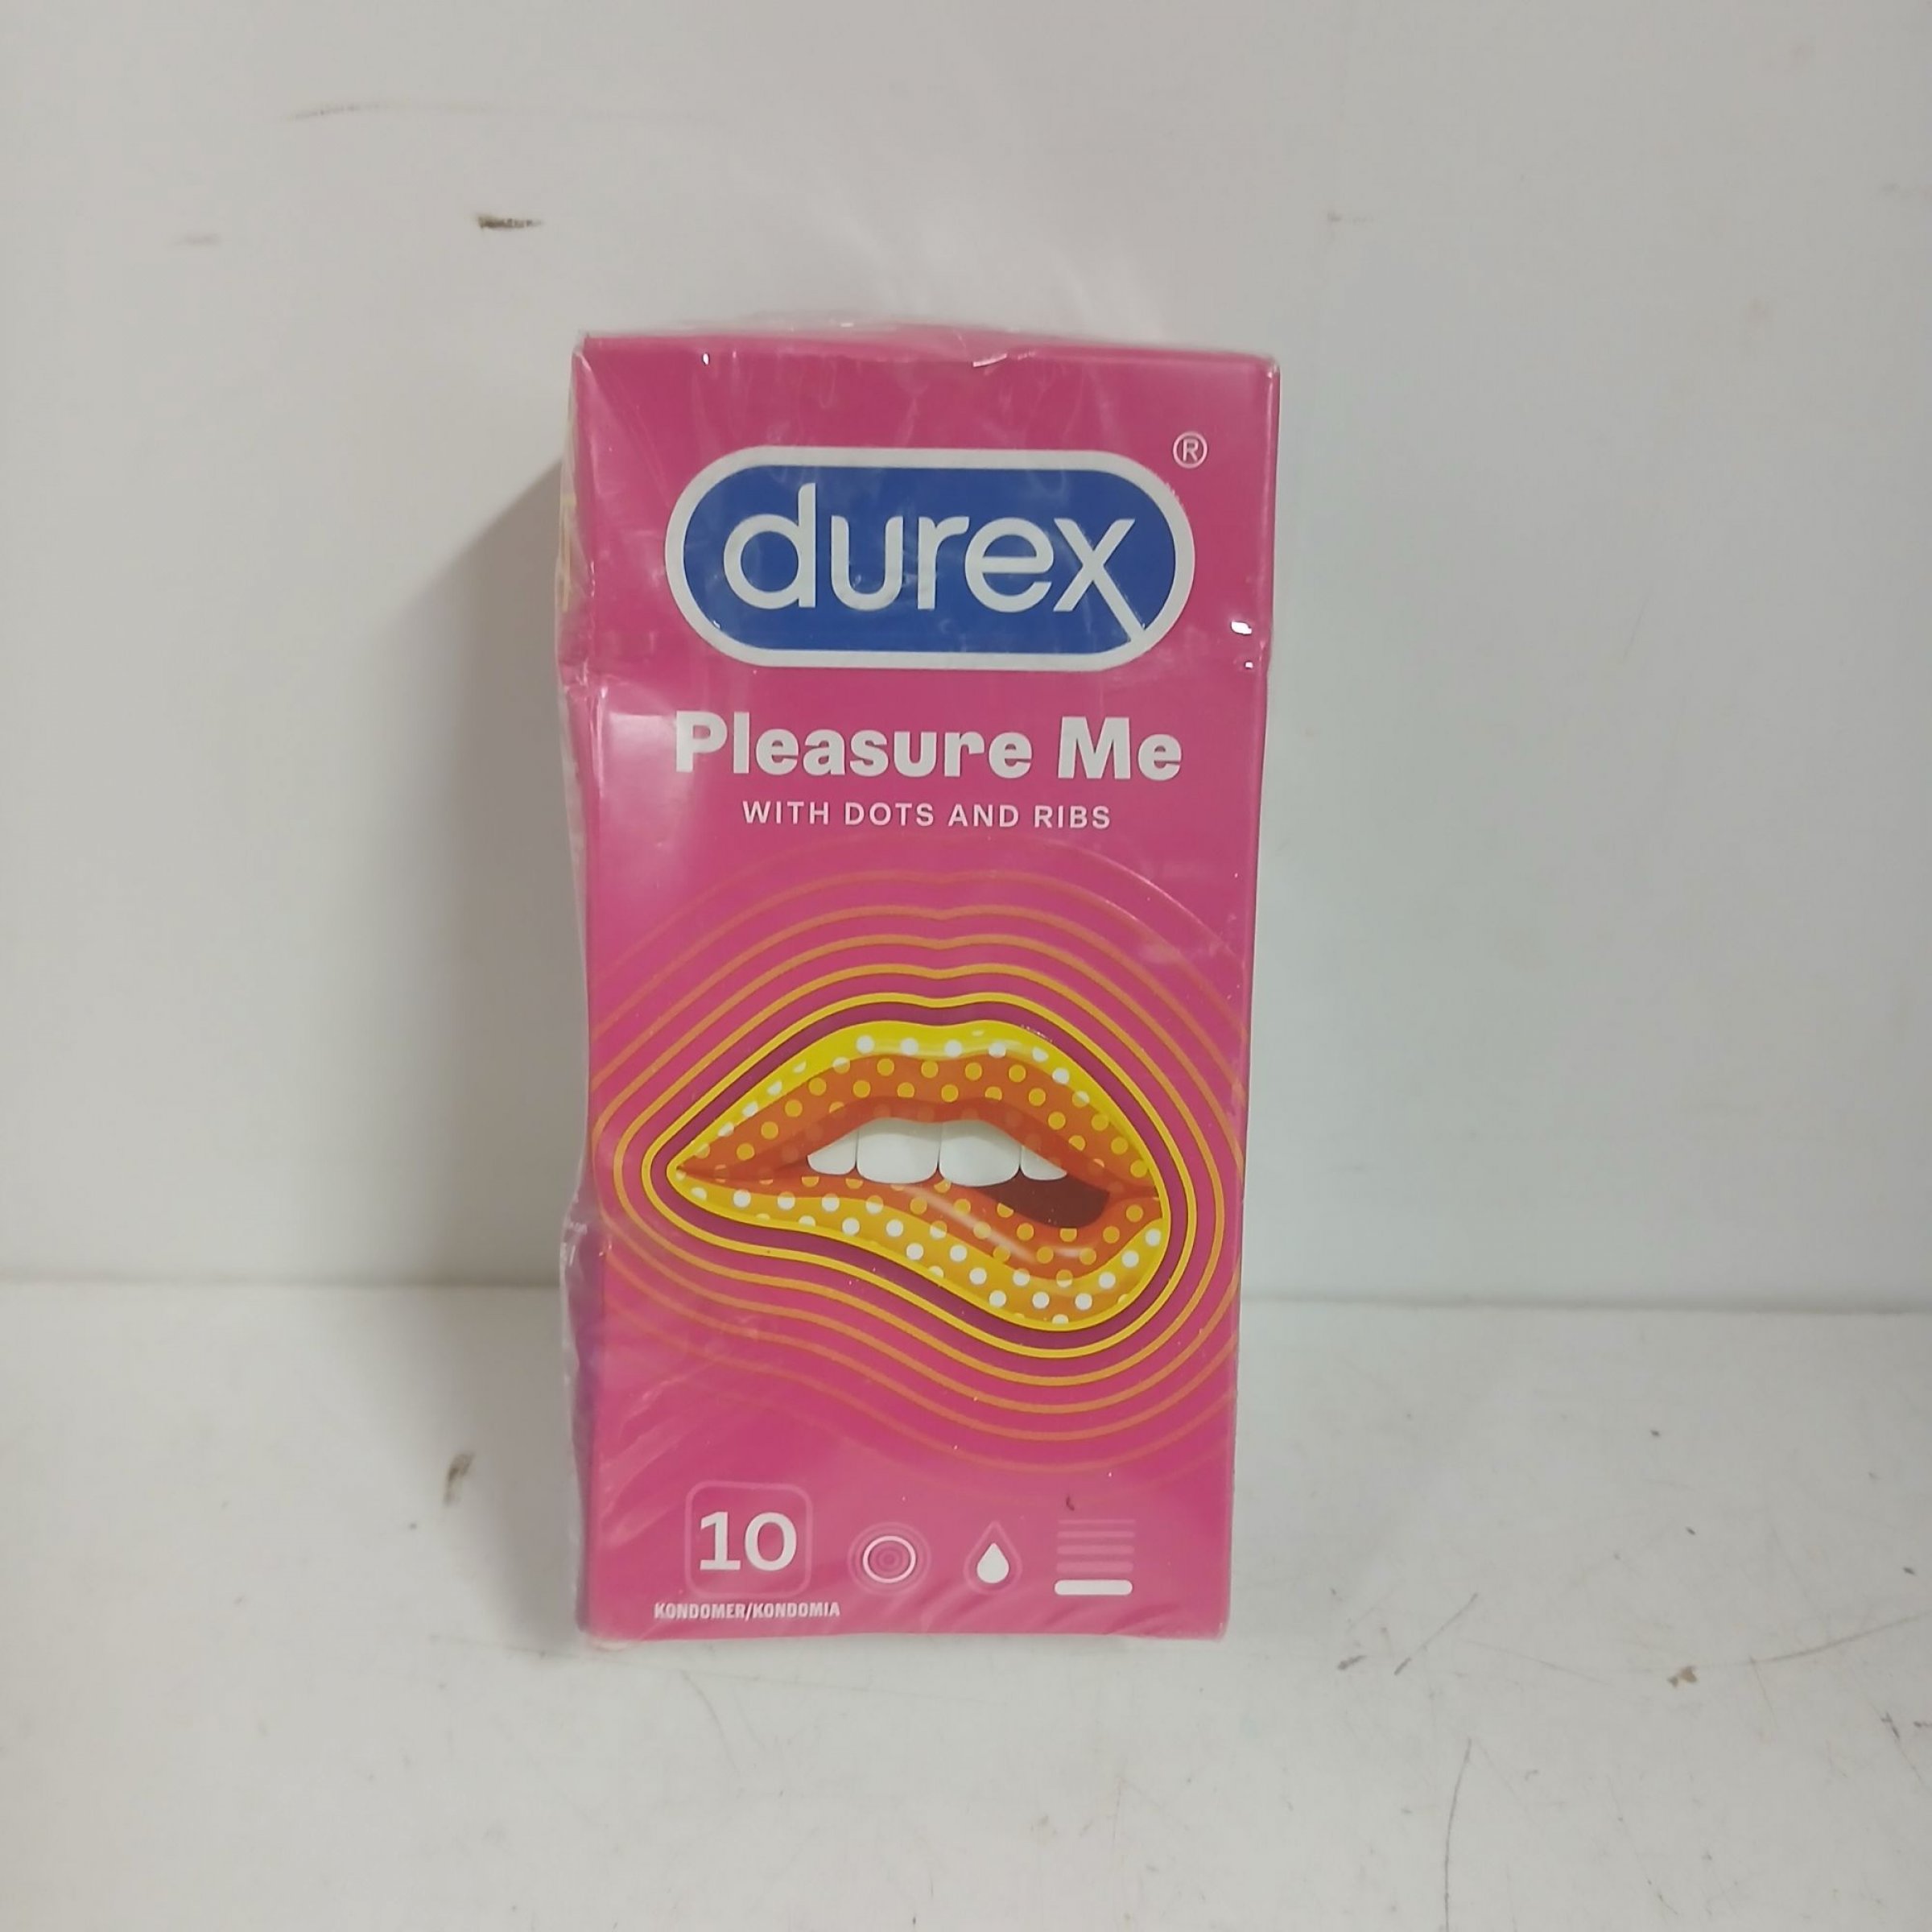 durex®
Pleasure Me
WITH DOTS AND RIBS
10
KONDOMER/KONDOMIA